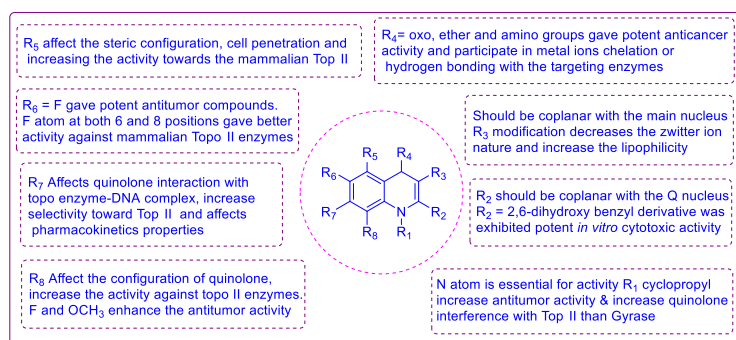 R5 affect the steric configuration, cell penetration and
increasing the activity towards the mammalian Top II
R4= oxo, ether and amino groups gave potent anticancer
activity and participate in metal ions chelation or
hydrogen bonding with the targeting enzymes
R6 = F gave potent antitumor compounds.
F atom at both 6 and 8 positions gave better
activity against mammalian Topo II enzymes
Should be coplanar with the main nucleus
R3 modification decreases the zwitter ion
nature and increase the lipophilicity
R7 Affects quinolone interaction with
topo enzyme-DNA complex, increase
selectivity toward Top II and affects
pharmacokinetics properties
R2 should be coplanar with the Q nucleus
R2 = 2,6-dihydroxy benzyl derivative was
exhibited potent in vitro cytotoxic activity
R8 Affect the configuration of quinolone,
increase the activity against topo II enzymes.
F and OCH3 enhance the antitumor activity
N atom is essential for activity R1 cyclopropyl
increase antitumor activity & increase quinolone
interference with Top II than Gyrase
R5 R4
R6 R3
R7 N R2
R8 R1